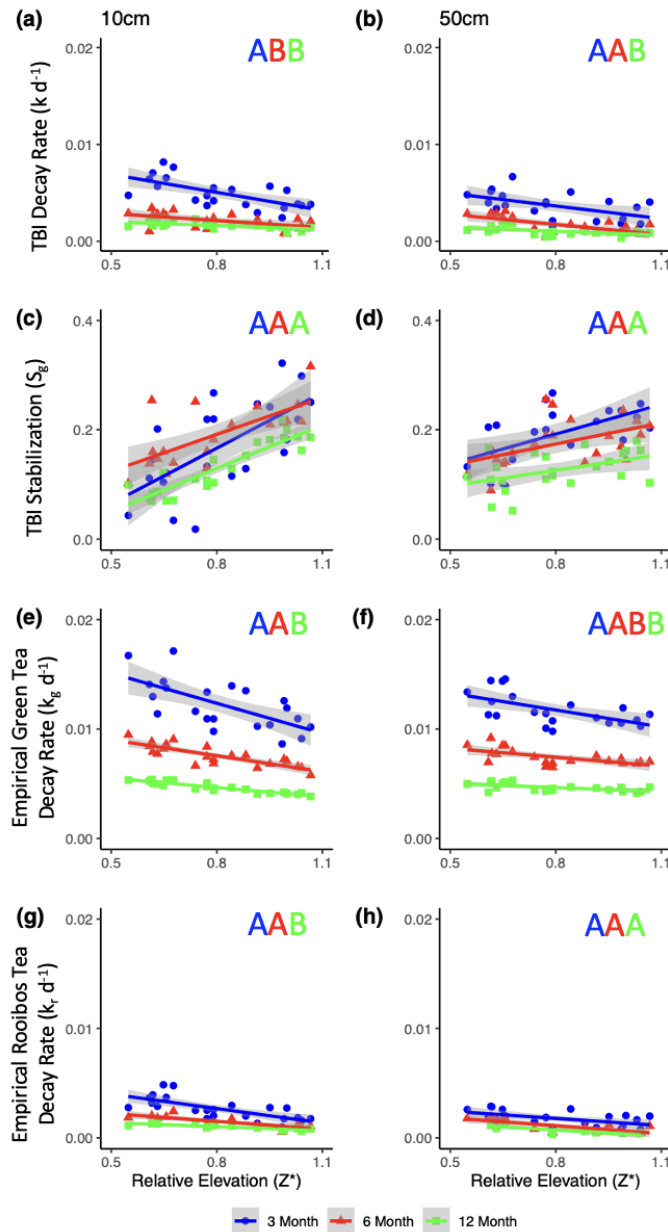 10cm 50cm
(a) ABB (b) AAB
TBI Decay Rate (k d⁻¹)
0.02 0.02
0.01 0.01
0.00 0.00
0.5 0.8 1.1 0.5 0.8 1.1
(c) AAA (d) AAA
TBI Stabilization (Sg)
0.4 0.4
0.2 0.2
0.0 0.0
0.5 0.8 1.1 0.5 0.8 1.1
(e) AAB (f) AABB
Empirical Green Tea
Decay Rate (kg d⁻¹)
0.02 0.02
0.01 0.01
0.00 0.00
0.5 0.8 1.1 0.5 0.8 1.1
(g) AAB (h) AAA
Empirical Rooibos Tea
Decay Rate (kr d⁻¹)
0.02 0.02
0.01 0.01
0.00 0.00
0.5 0.8 1.1 0.5 0.8 1.1
Relative Elevation (Z*) Relative Elevation (Z*)
3 Month 6 Month 12 Month